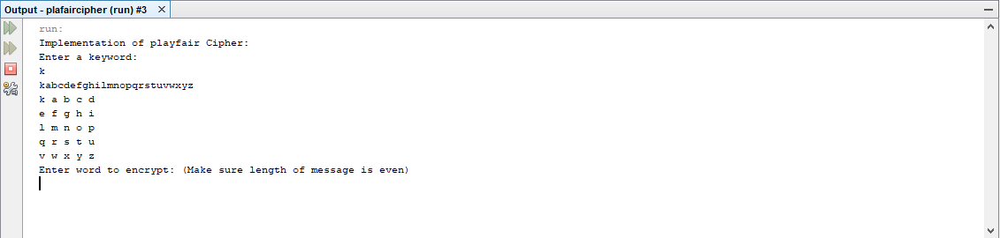 Output - plafaircipher (run) #3
run:
Implementation of playfair Cipher:
Enter a keyword:
k
kabcdefghilmnopqrstuvwxyz
k a b c d
e f g h i
l m n o p
q r s t u
v w x y z
Enter word to encrypt: (Make sure length of message is even)